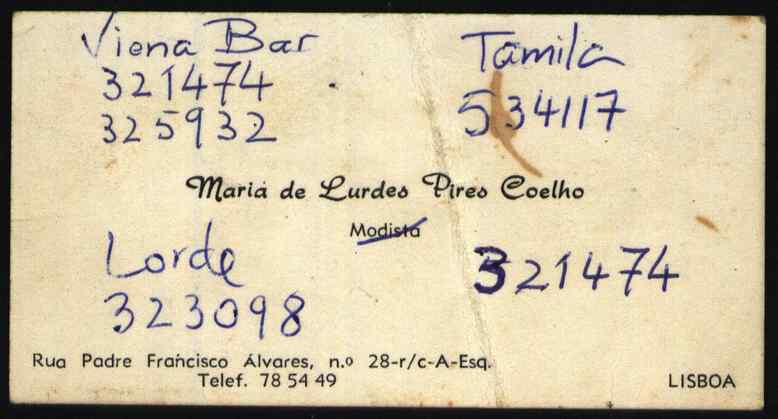 Viena Bar
321474
325932
Tamila
534117
Maria de Lurdes Pires Coelho
Modista
Lorde
323098
321474
Rua Padre Francisco Álvares, n.º 28-r/c-A-Esq.
Telef. 78 54 49
LISBOA